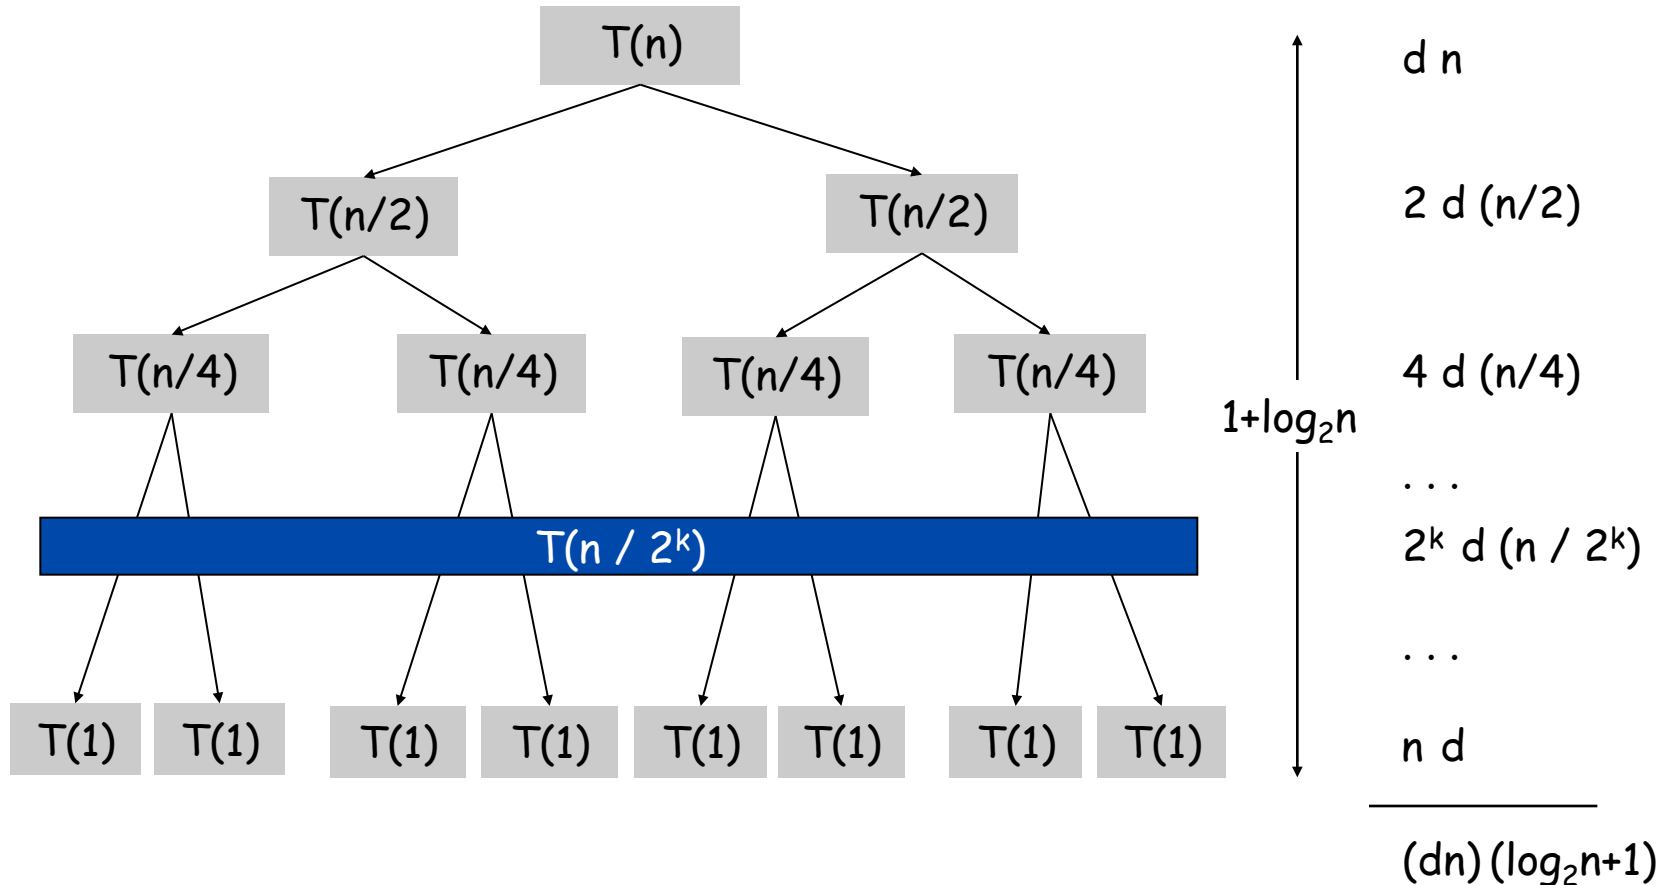 T(n)
d n
T(n/2) T(n/2)
2 d (n/2)
T(n/4) T(n/4) T(n/4) T(n/4)
4 d (n/4)
1+log₂n
. . .
T(n / 2ᵏ)
2ᵏ d (n / 2ᵏ)
. . .
T(1) T(1) T(1) T(1) T(1) T(1) T(1) T(1)
n d
(dn) (log₂n+1)